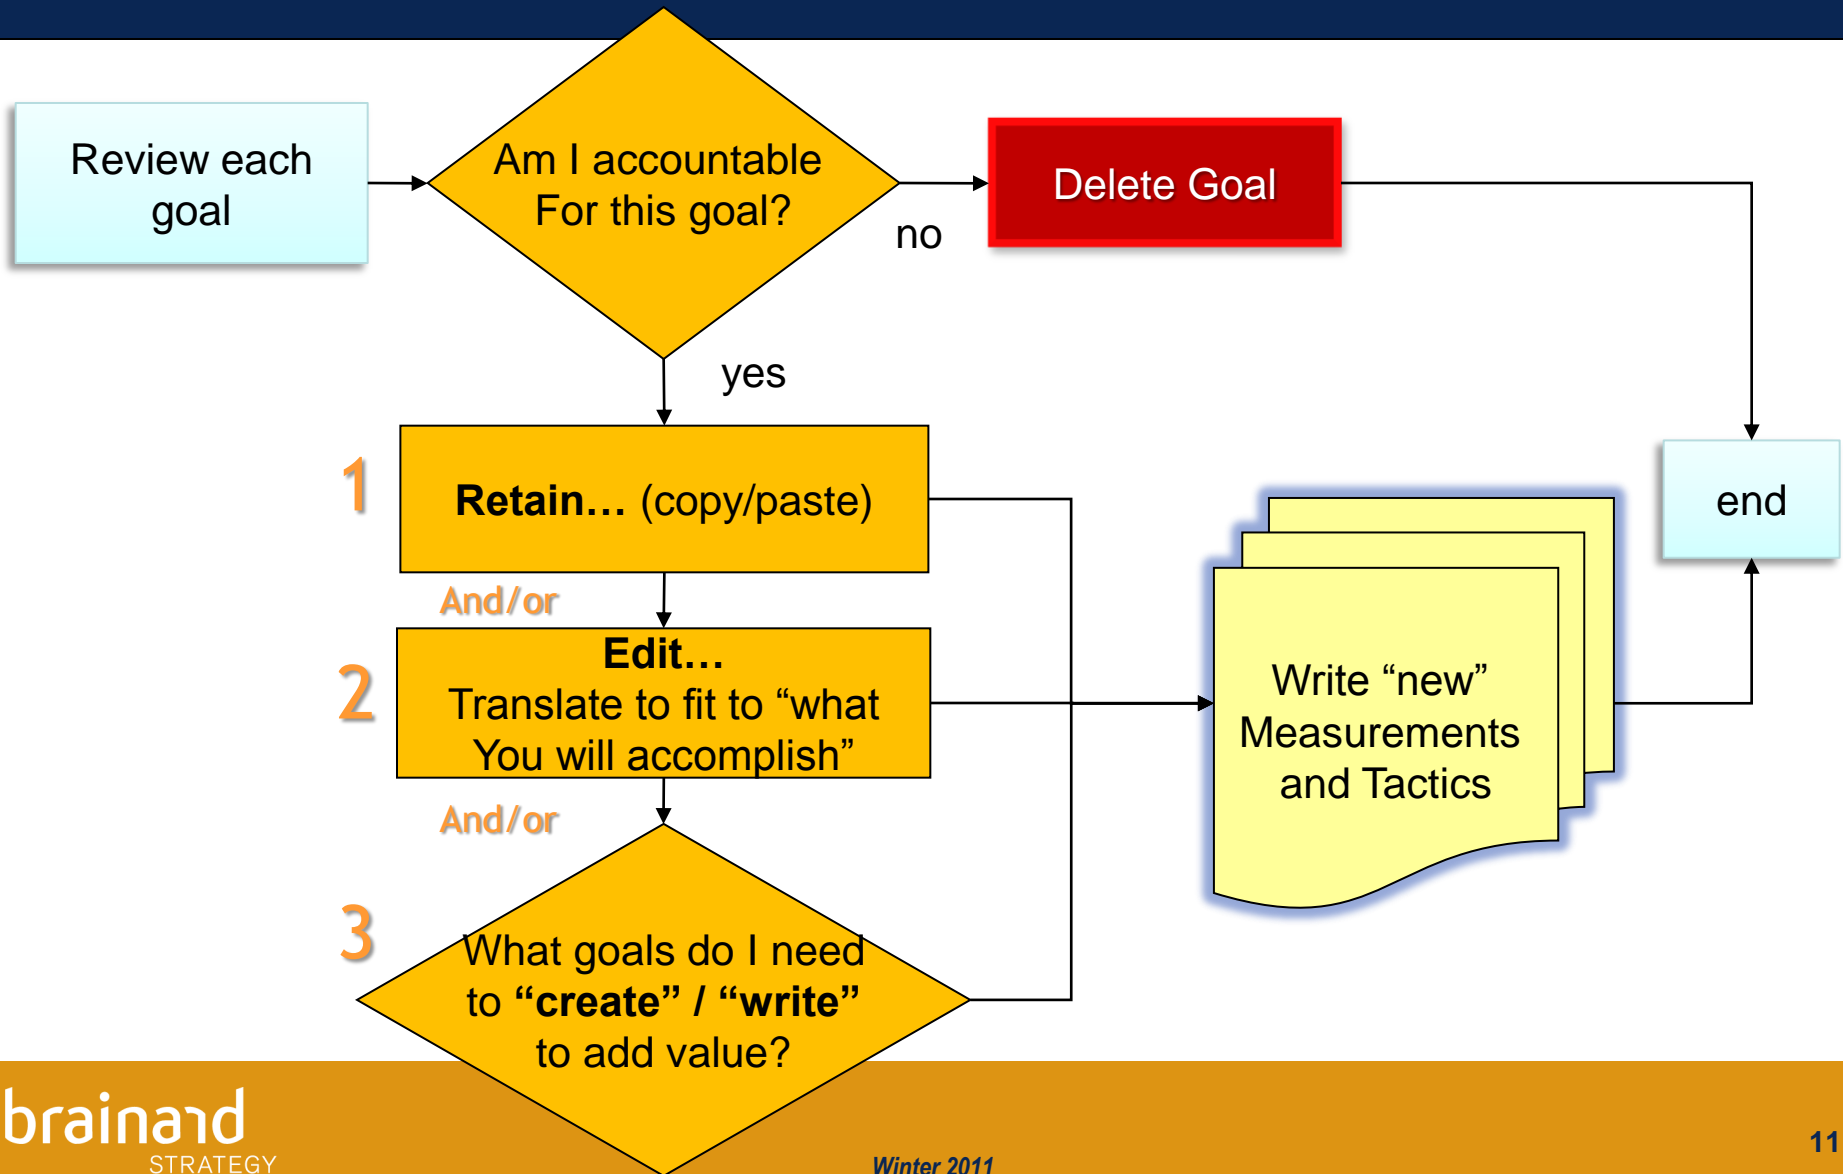 Review each
goal
Am I accountable
For this goal?
no
Delete Goal
yes
1
Retain… (copy/paste)
And/or
2
Edit…
Translate to fit to “what
You will accomplish”
And/or
3
What goals do I need
to “create” / “write”
to add value?
Write “new”
Measurements
and Tactics
end
brainard
STRATEGY
Winter 2011
11